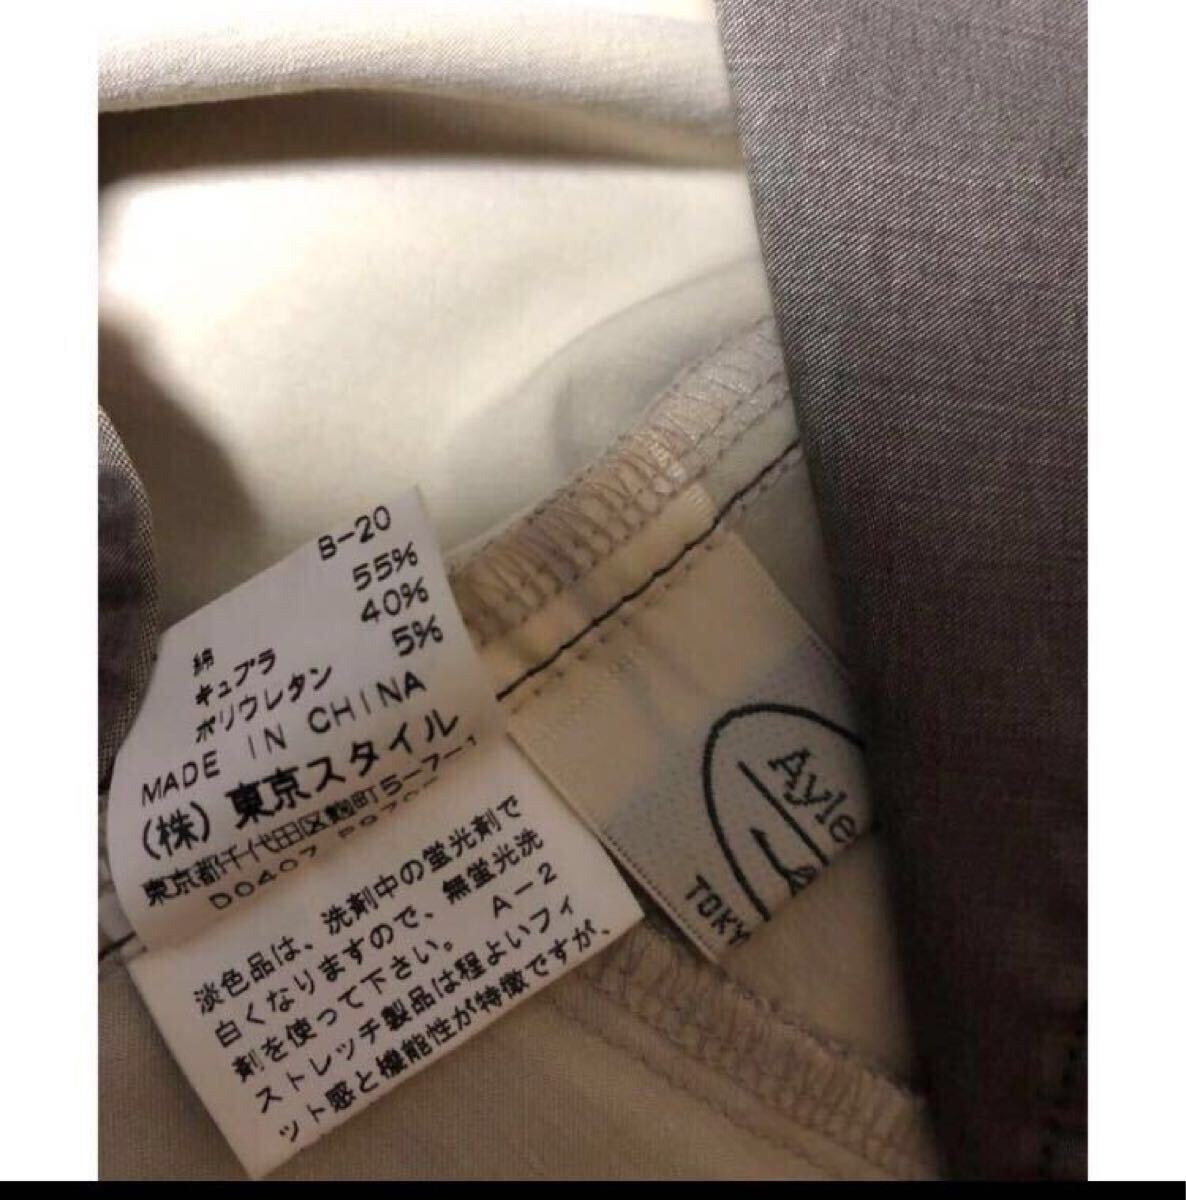 B-20
綿 55%
キュプラ 40%
ポリウレタン 5%
MADE IN CHINA
(株)東京スタイル
東京都千代田区麹町5-7-1
D0407
淡色品は、洗剤中の蛍光剤で
白くなりますので、無蛍光洗
剤を使って下さい。 A-2
ストレッチ製品は程よいフィ
ット感と機能性が特徴ですが、
Ayle
TOKY